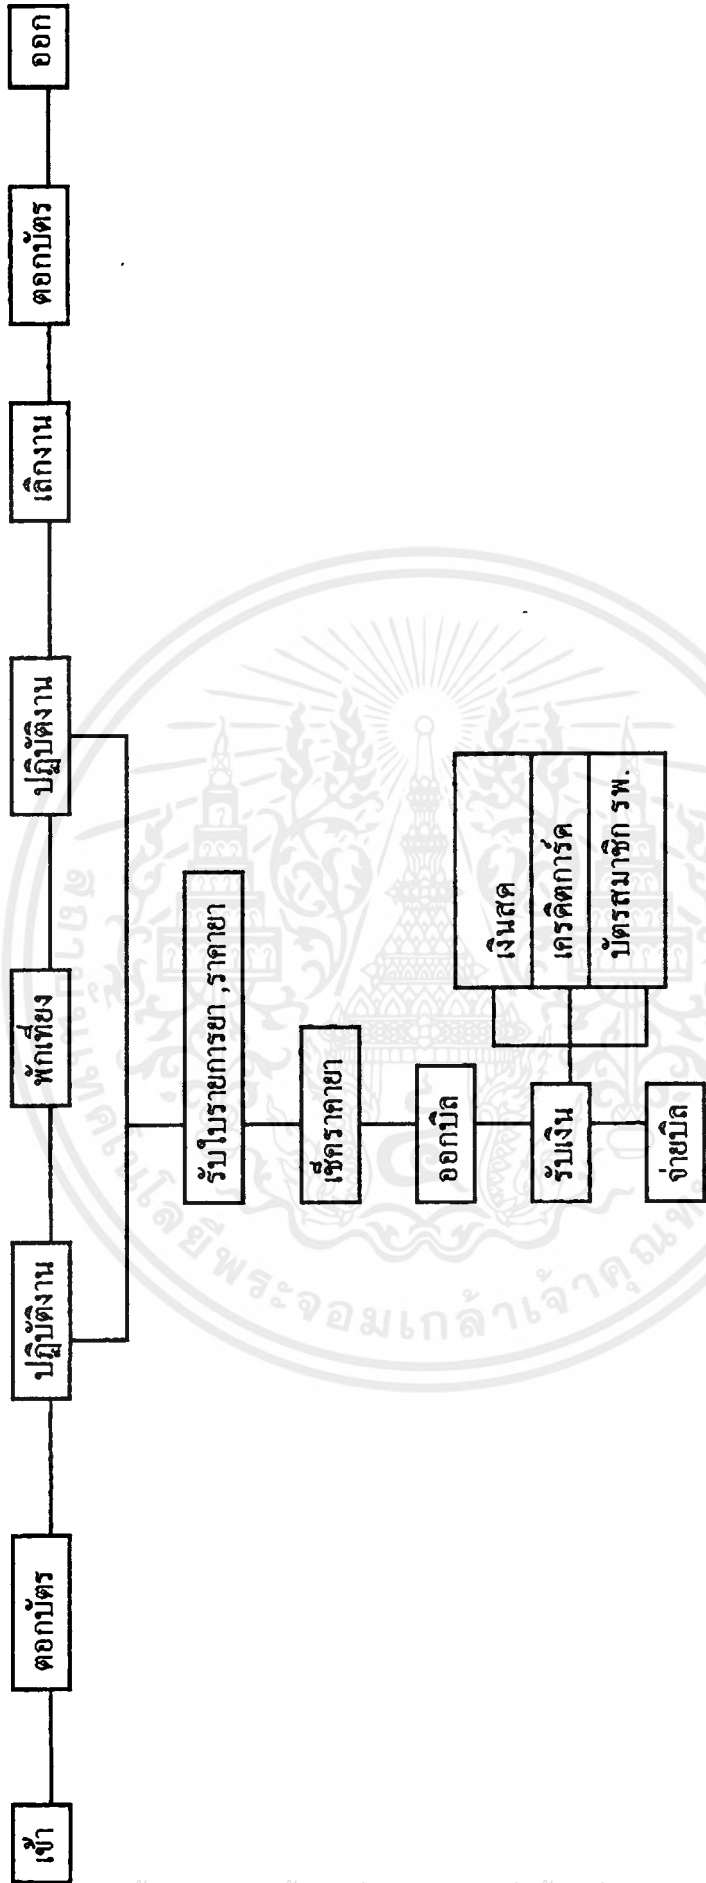 เข้า
ตอกบัตร
ปฏิบัติงาน
พักเที่ยง
ปฏิบัติงาน
เลิกงาน
ตอกบัตร
ออก
รับใบรายการยา ,ราคายา
เช็คราคายา
ออกบิล
รับเงิน
เงินสด
เครดิตการ์ด
บัตรสมาชิก รพ.
จ่ายบิล